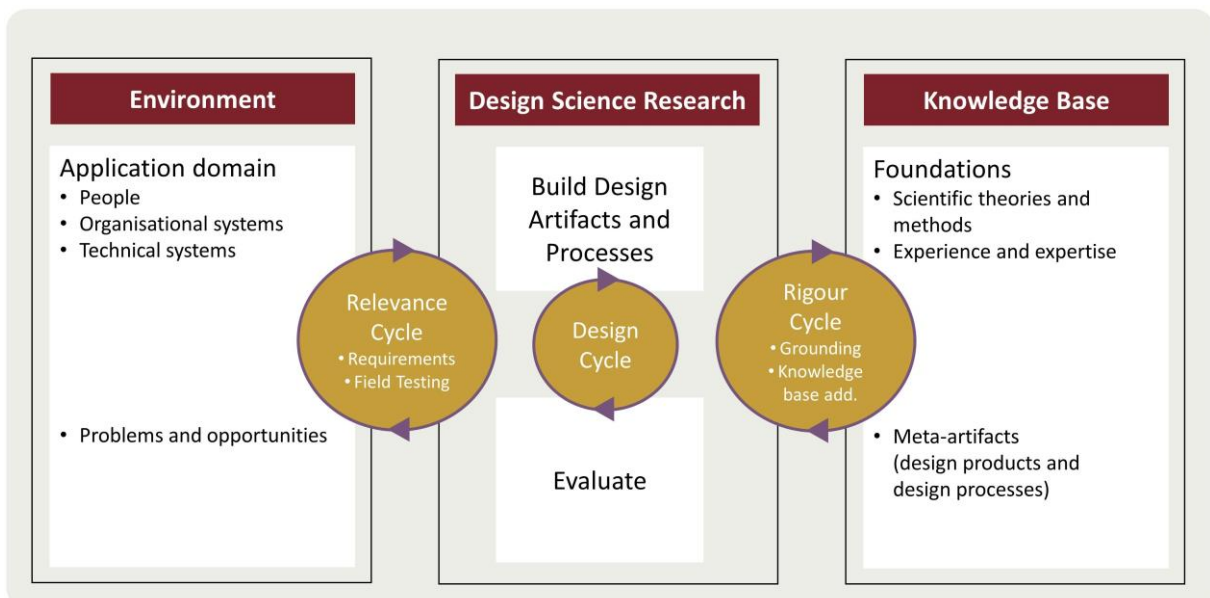 Environment
Application domain
• People
• Organisational systems
• Technical systems
• Problems and opportunities
Relevance
Cycle
• Requirements
• Field Testing
Design Science Research
Build Design
Artifacts and
Processes
Design
Cycle
Evaluate
Rigour
Cycle
• Grounding
• Knowledge
base add.
Knowledge Base
Foundations
• Scientific theories and
methods
• Experience and expertise
• Meta-artifacts
(design products and
design processes)